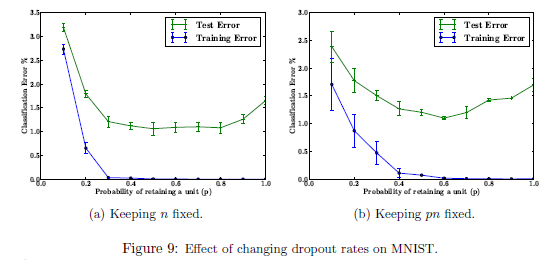 3.5
3.0
2.5
2.0
1.5
1.0
0.5
0.0
Classification Error %
Test Error
Training Error
0.0 0.2 0.4 0.6 0.8 1.0
Probability of retaining a unit (p)
(a) Keeping n fixed.
3.0
2.5
2.0
1.5
1.0
0.5
0.0
Classification Error %
Test Error
Training Error
0.0 0.2 0.4 0.6 0.8 1.0
Probability of retaining a unit (p)
(b) Keeping pn fixed.
Figure 9: Effect of changing dropout rates on MNIST.